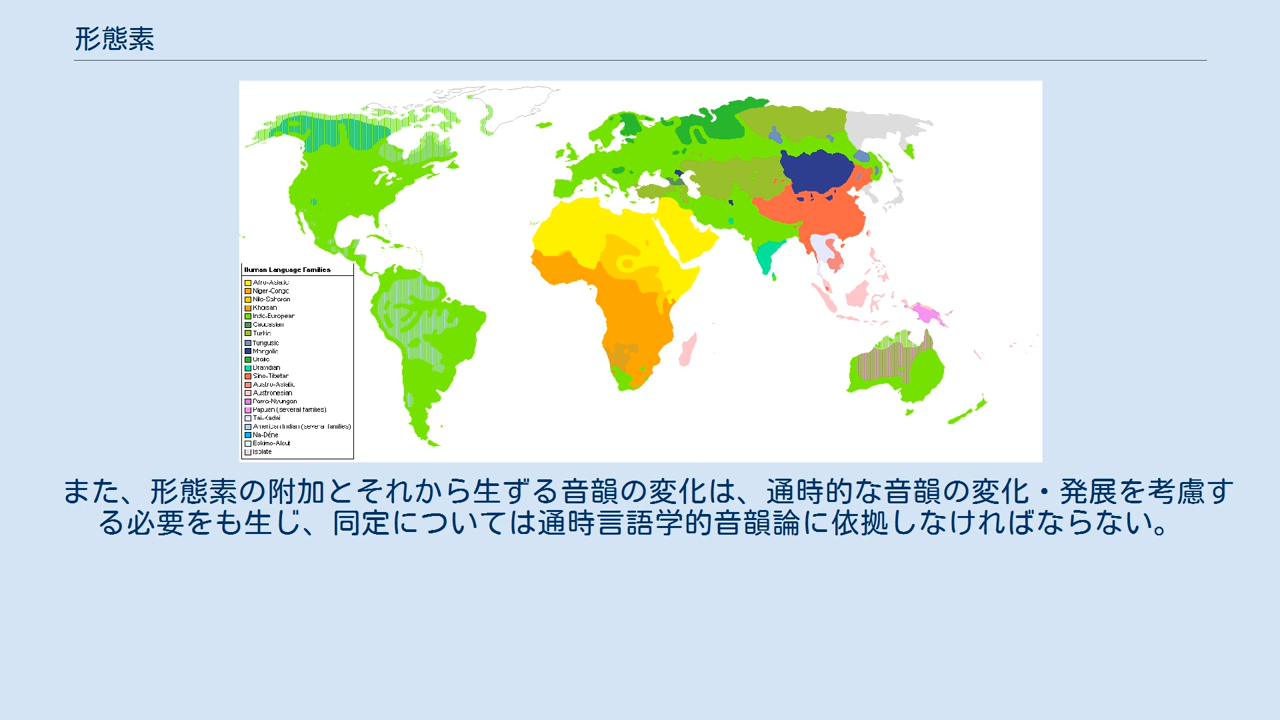 形態素
Human Language Families
Afro-Asiatic
Niger-Congo
Nilo-Saharan
Khoisan
Indo-European
Caucasian
Turkic
Tungusic
Mongolic
Uralic
Dravidian
Sino-Tibetan
Austro-Asiatic
Austronesian
Pama-Nyungan
Papuan (several families)
Tai-Kadai
American Indian (several families)
Na-Dené
Eskimo-Aleut
Isolate
また、形態素の附加とそれから生ずる音韻の変化は、通時的な音韻の変化・発展を考慮す
る必要をも生じ、同定については通時言語学的音韻論に依拠しなければならない。